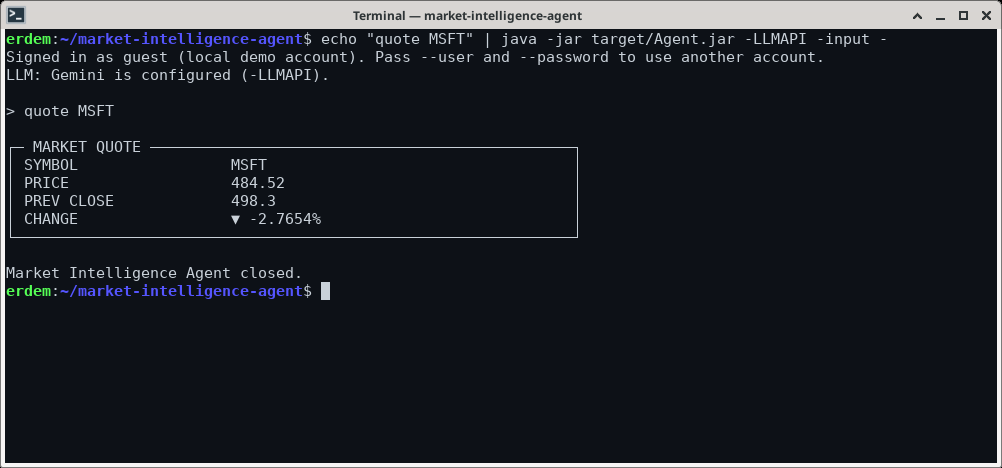 Terminal — market-intelligence-agent
erdem:~/market-intelligence-agent$ echo "quote MSFT" | java -jar target/Agent.jar -LLMAPI -input -
Signed in as guest (local demo account). Pass --user and --password to use another account.
LLM: Gemini is configured (-LLMAPI).
> quote MSFT
MARKET QUOTE
SYMBOL MSFT
PRICE 484.52
PREV CLOSE 498.3
CHANGE ▼ -2.7654%
Market Intelligence Agent closed.
erdem:~/market-intelligence-agent$